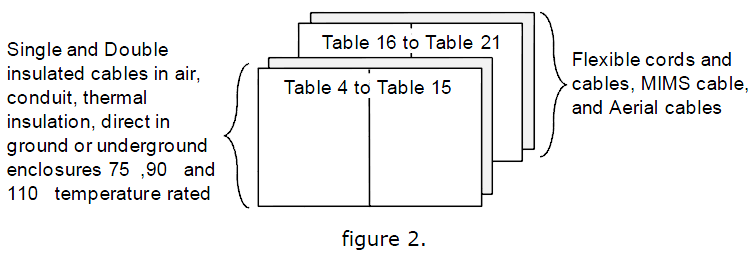 Single and Double
insulated cables in air,
conduit, thermal
insulation, direct in
ground or underground
enclosures 75 ,90 and
110 temperature rated
Table 16 to Table 21
Table 4 to Table 15
Flexible cords and
cables, MIMS cable,
and Aerial cables
figure 2.